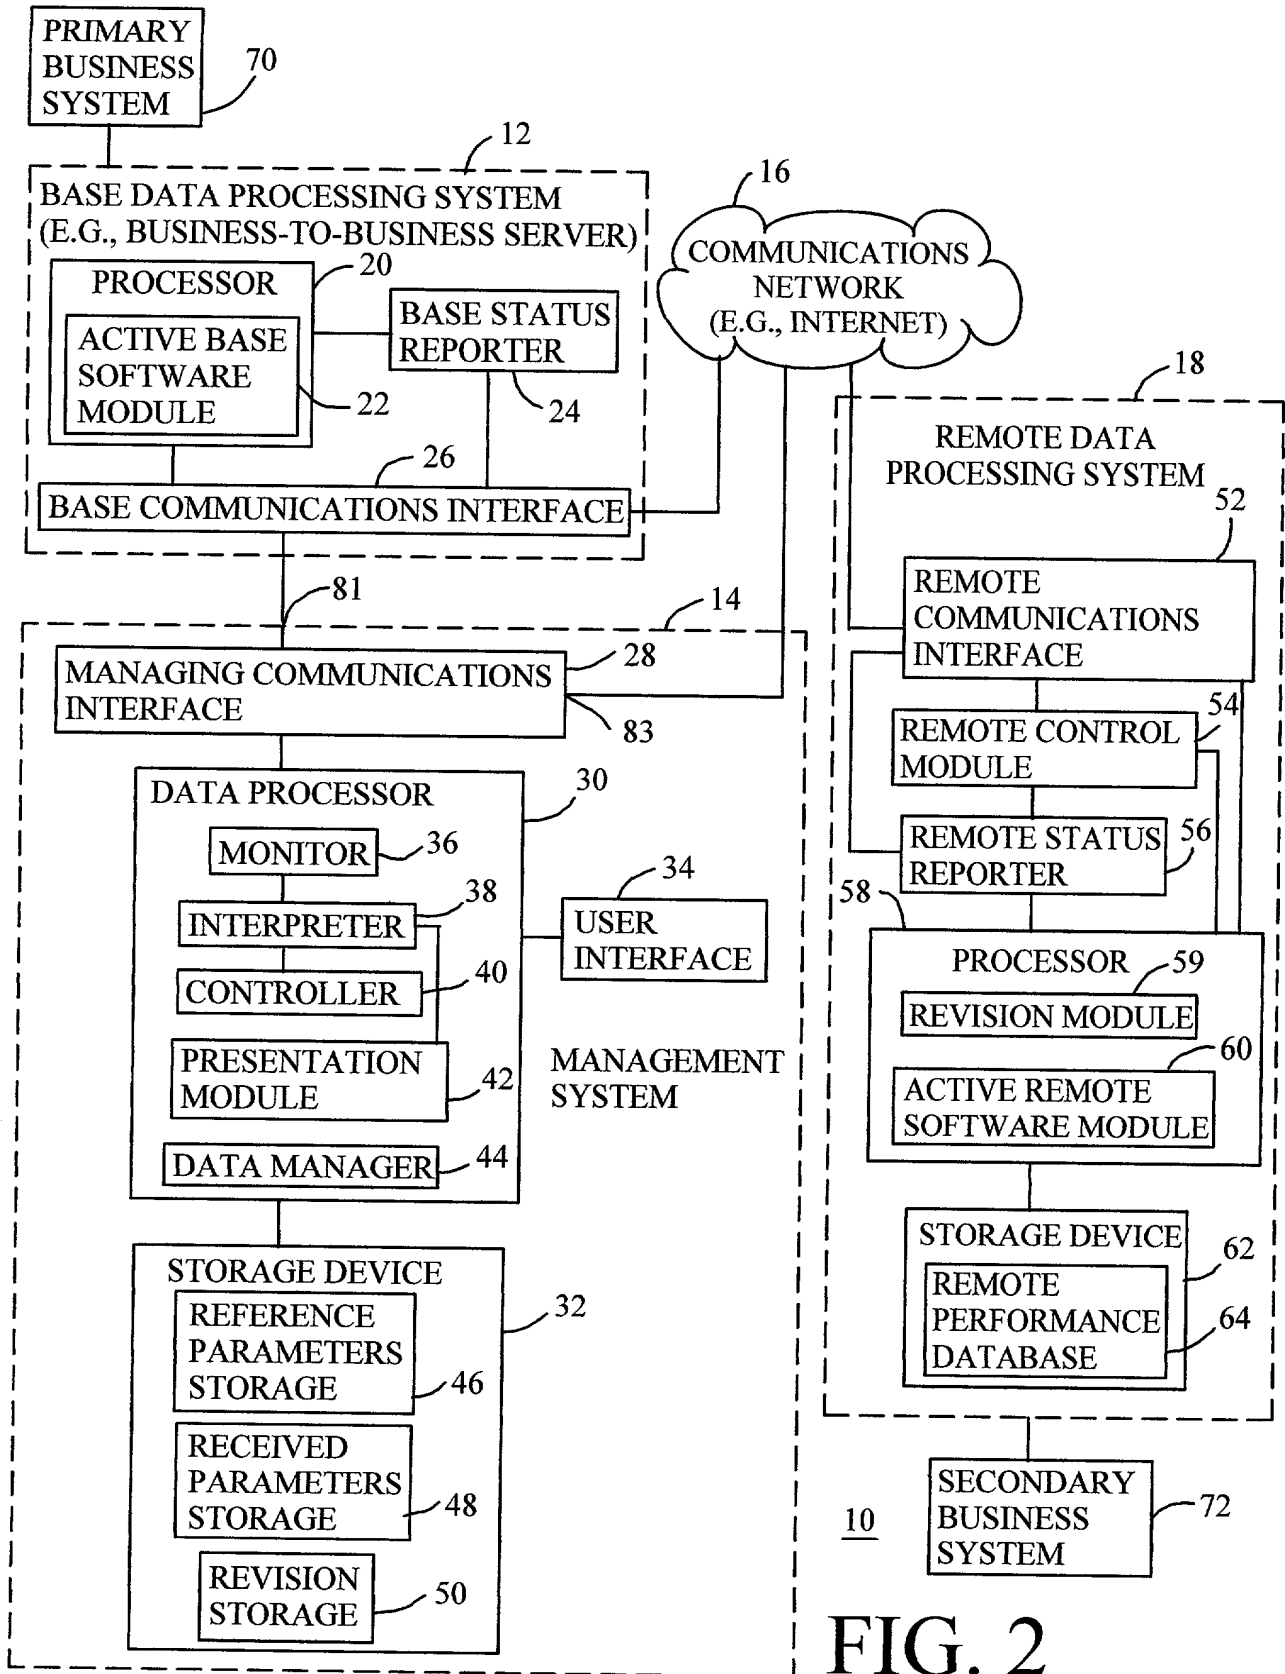 PRIMARY
BUSINESS
SYSTEM
70
12
BASE DATA PROCESSING SYSTEM
(E.G., BUSINESS-TO-BUSINESS SERVER)
20
PROCESSOR
ACTIVE BASE
SOFTWARE
MODULE
22
BASE STATUS
REPORTER
24
26
BASE COMMUNICATIONS INTERFACE
16
COMMUNICATIONS
NETWORK
(E.G., INTERNET)
81
14
MANAGING COMMUNICATIONS
INTERFACE
28
83
DATA PROCESSOR
30
MONITOR
36
INTERPRETER
38
CONTROLLER
40
PRESENTATION
MODULE
42
DATA MANAGER
44
34
USER
INTERFACE
MANAGEMENT
SYSTEM
STORAGE DEVICE
32
REFERENCE
PARAMETERS
STORAGE
46
RECEIVED
PARAMETERS
STORAGE
48
REVISION
STORAGE
50
18
REMOTE DATA
PROCESSING SYSTEM
52
REMOTE
COMMUNICATIONS
INTERFACE
54
REMOTE CONTROL
MODULE
REMOTE STATUS
REPORTER
56
58
PROCESSOR
59
REVISION MODULE
60
ACTIVE REMOTE
SOFTWARE MODULE
STORAGE DEVICE
62
REMOTE
PERFORMANCE
DATABASE
64
SECONDARY
BUSINESS
SYSTEM
72
10
FIG. 2